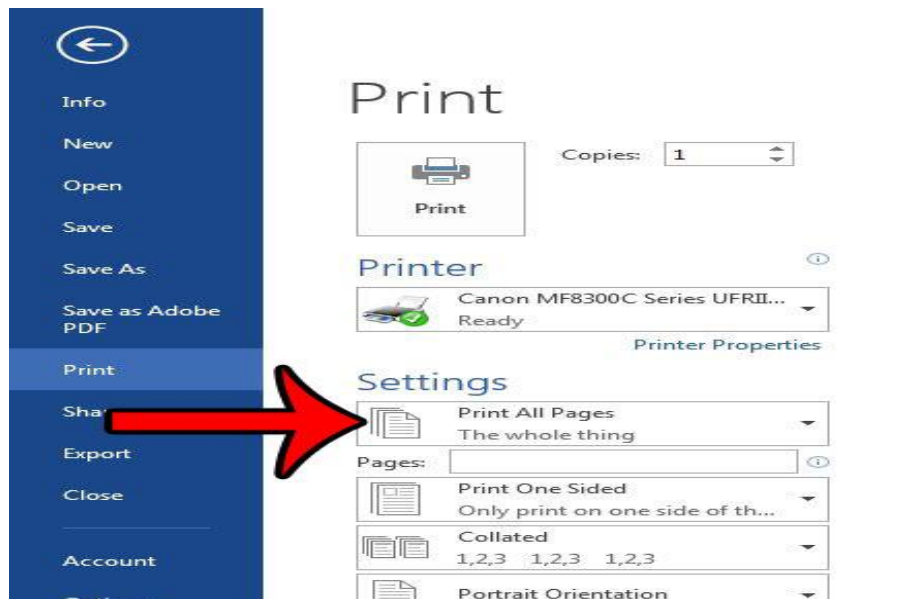 Info
New
Open
Save
Save As
Save as Adobe
PDF
Print
Export
Close
Account
Print
Copies: 1
Print
Printer
Canon MF8300C Series UFRII...
Ready
Printer Properties
Settings
Print All Pages
The whole thing
Pages:
Print One Sided
Only print on one side of th...
Collated
1,2,3 1,2,3 1,2,3
Portrait Orientation